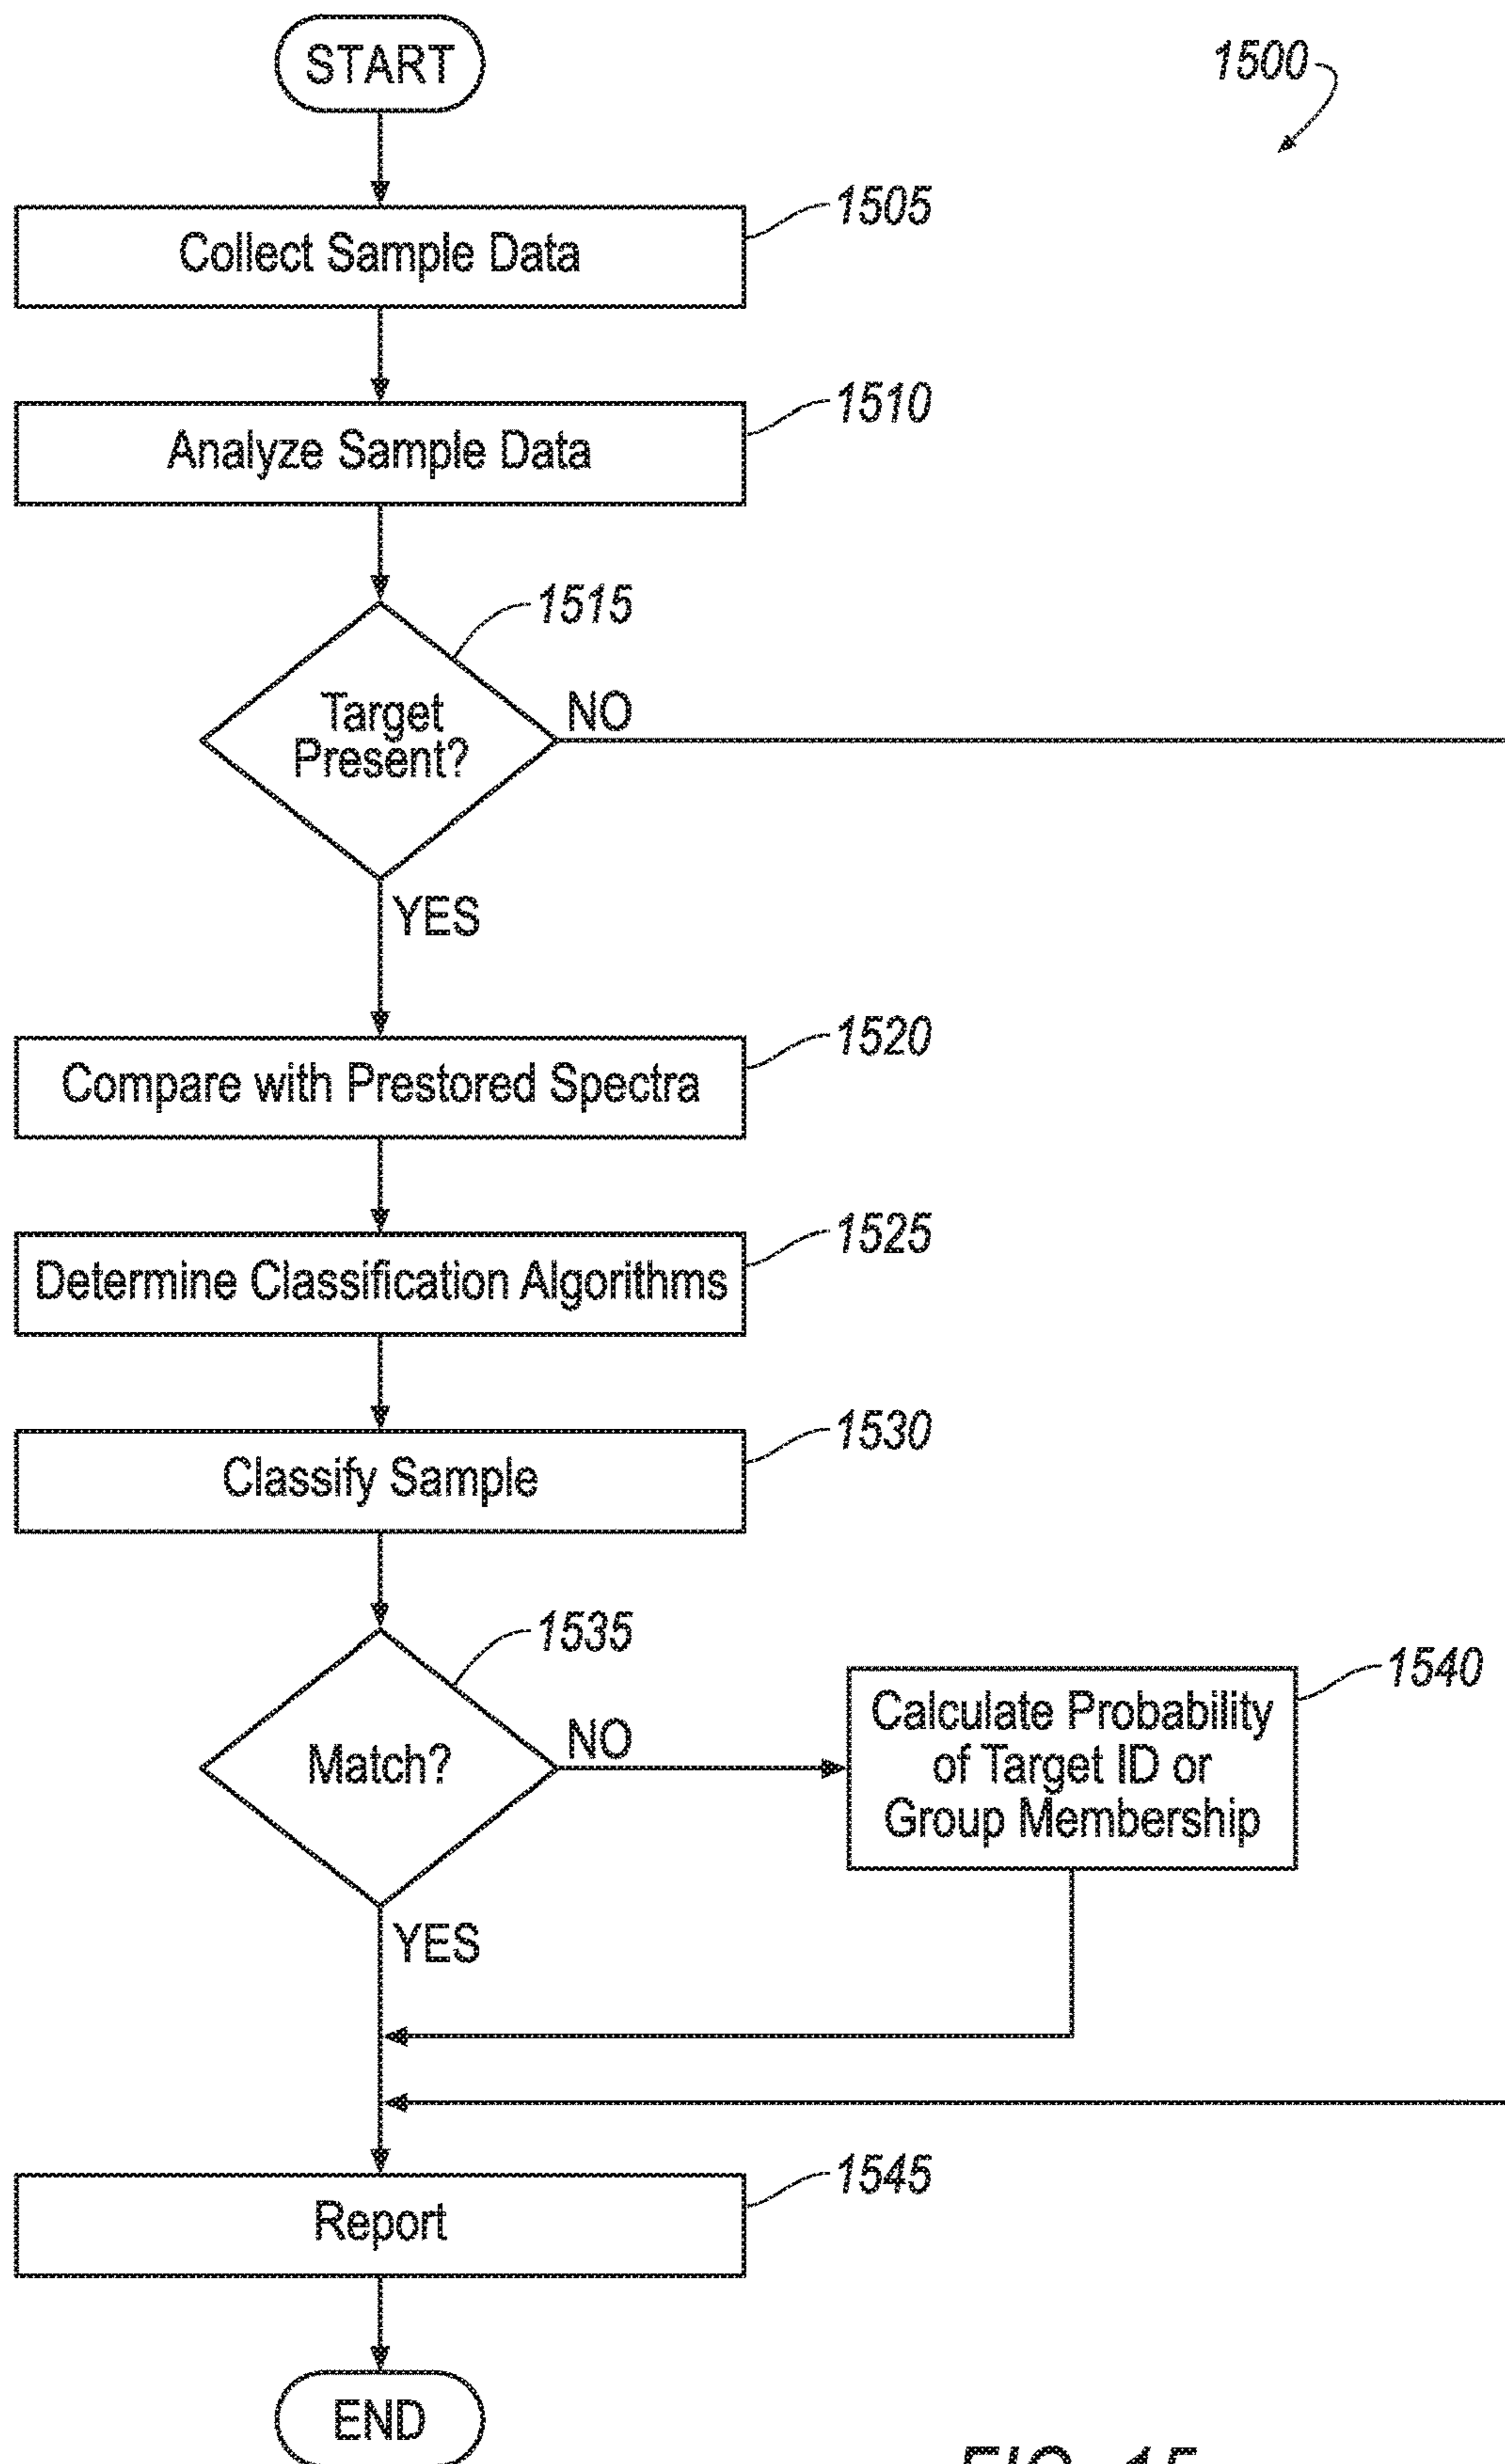 START
1500
1505
Collect Sample Data
1510
Analyze Sample Data
1515
Target
Present?
NO
YES
1520
Compare with Prestored Spectra
1525
Determine Classification Algorithms
1530
Classify Sample
1535
Match?
NO
1540
Calculate Probability
of Target ID or
Group Membership
YES
1545
Report
END
FIG. 15